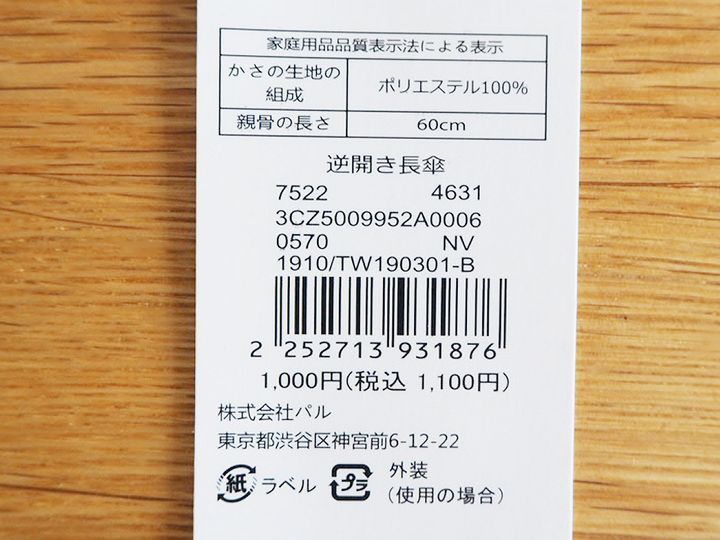 家庭用品品質表示法による表示
かさの生地の組成 ポリエステル100%
親骨の長さ 60cm
逆開き長傘
7522 4631
3CZ5009952A0006
0570 NV
1910/TW190301-B
2 252713 931876
1,000円(税込 1,100円)
株式会社パル
東京都渋谷区神宮前6-12-22
紙 ラベル プラ 外装
(使用の場合)